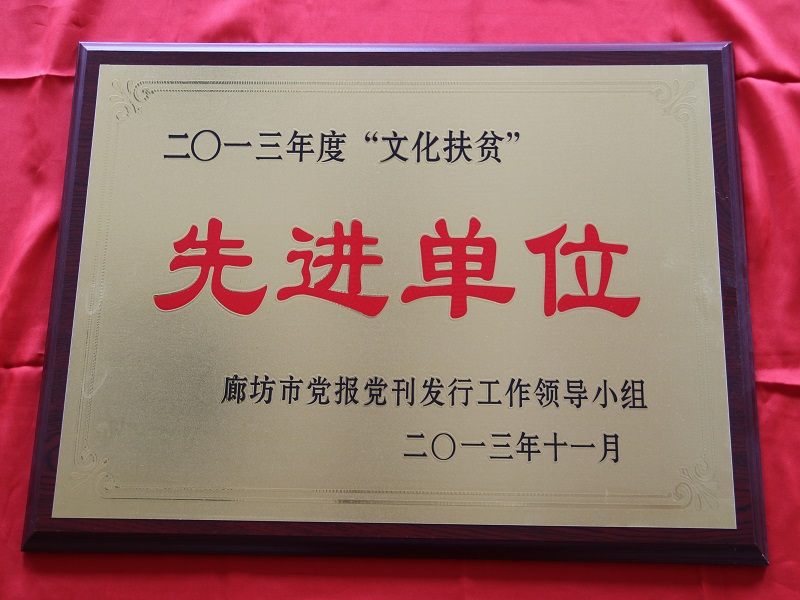 二〇一三年度“文化扶贫”
先进单位
廊坊市党报党刊发行工作领导小组
二〇一三年十一月